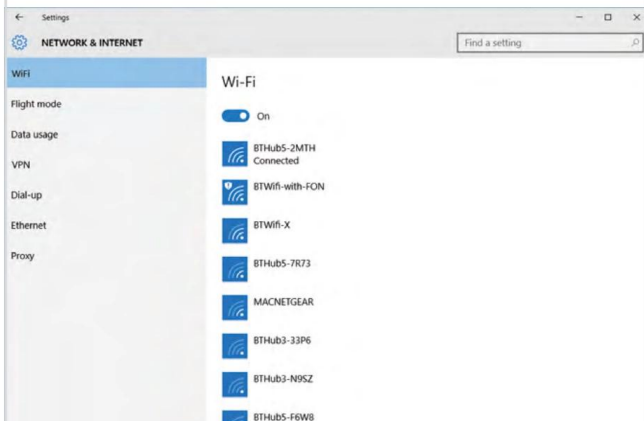 Settings
NETWORK & INTERNET
Find a setting
WiFi
Flight mode
Data usage
VPN
Dial-up
Ethernet
Proxy
Wi-Fi
On
BTHub5-2MTH
Connected
BTWifi-with-FON
BTWifi-X
BTHub5-7R73
MACNETGEAR
BTHub3-33P6
BTHub3-N9SZ
BTHub5-F6W8